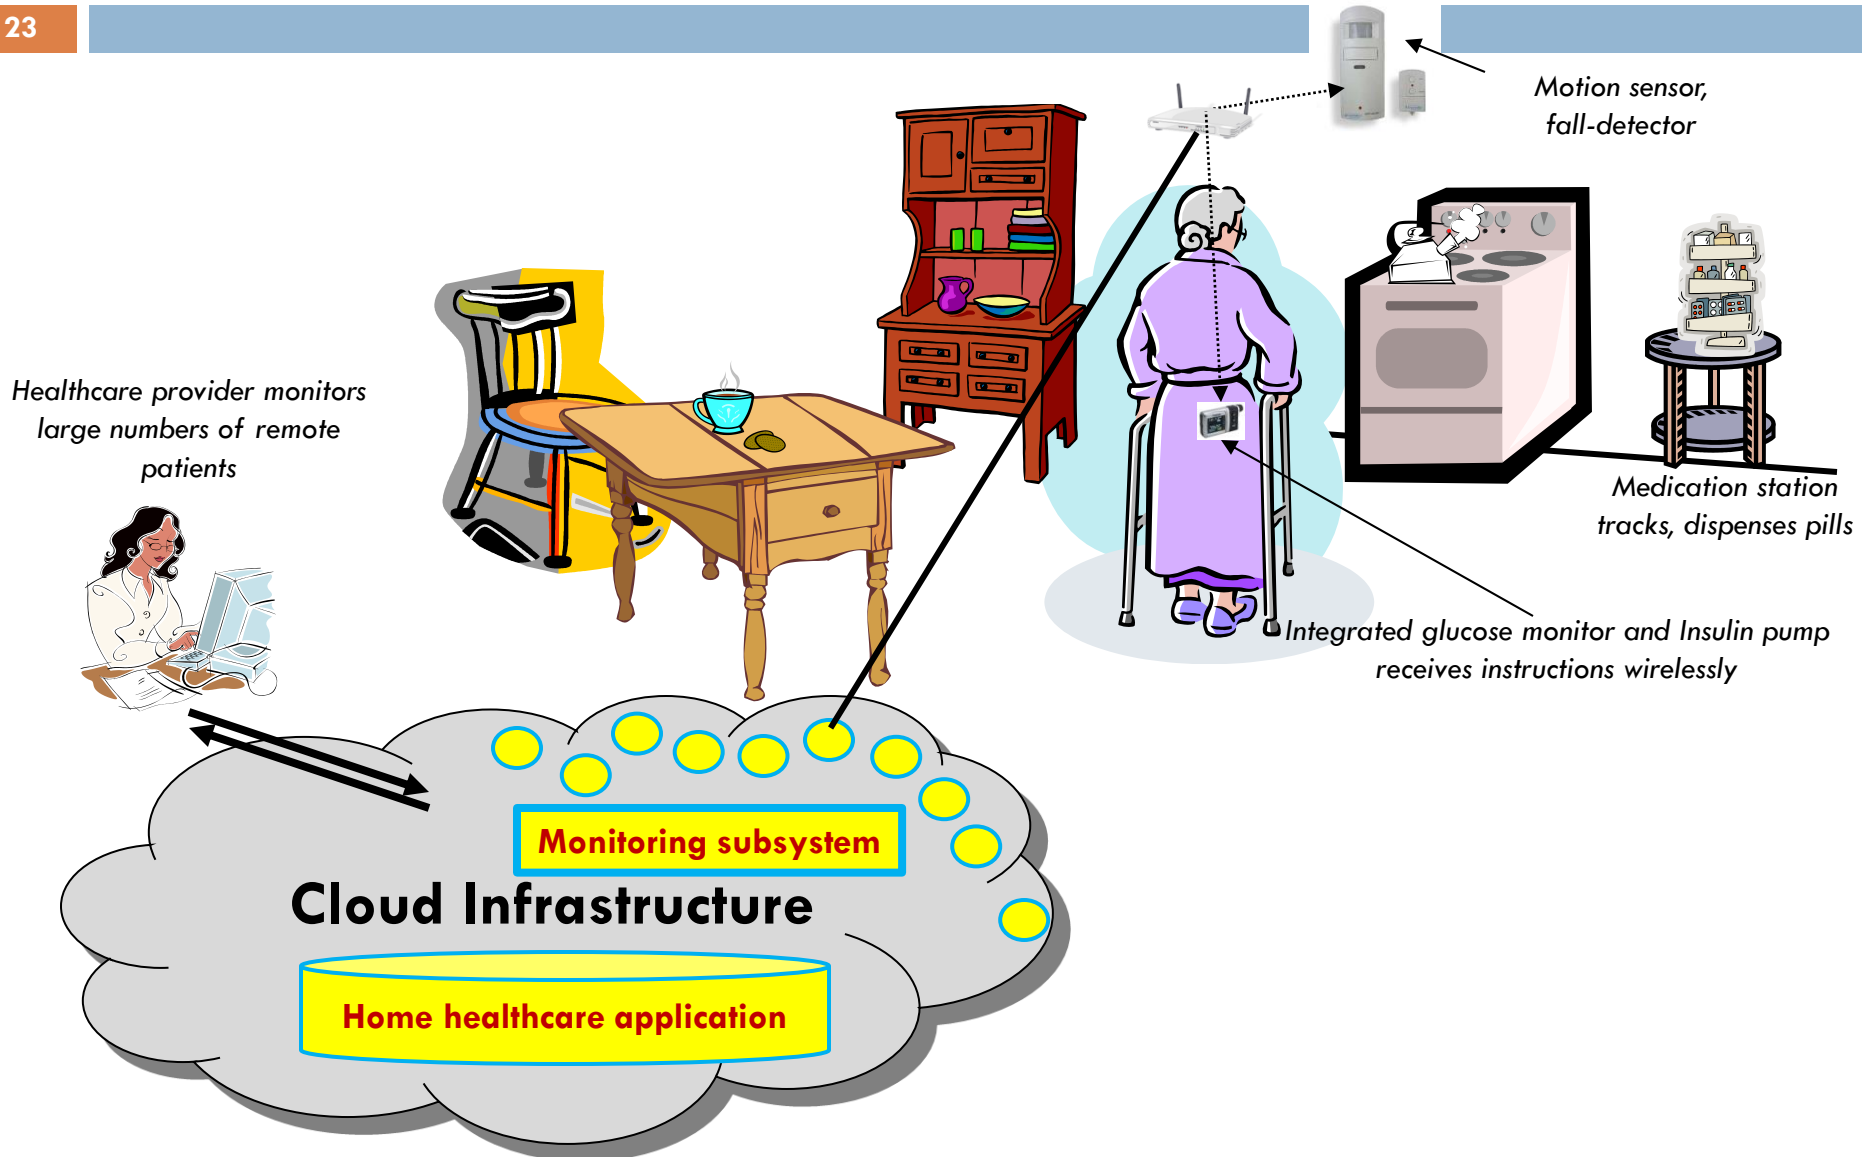 23
Motion sensor,
fall-detector
Healthcare provider monitors
large numbers of remote
patients
Medication station
tracks, dispenses pills
Integrated glucose monitor and Insulin pump
receives instructions wirelessly
Monitoring subsystem
Cloud Infrastructure
Home healthcare application